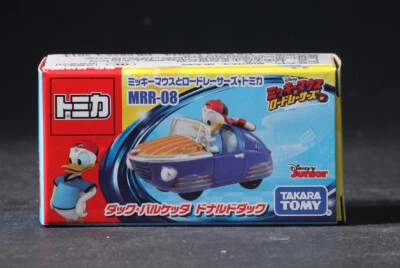 ミッキーマウスとロードレーサーズ・トミカ
MRR-08
トミカ
ミッキーマウス
ロードレーサーズ
Disney
JUNIOR
ダック・バルケッタ ドナルドダック
TAKARA
TOMY